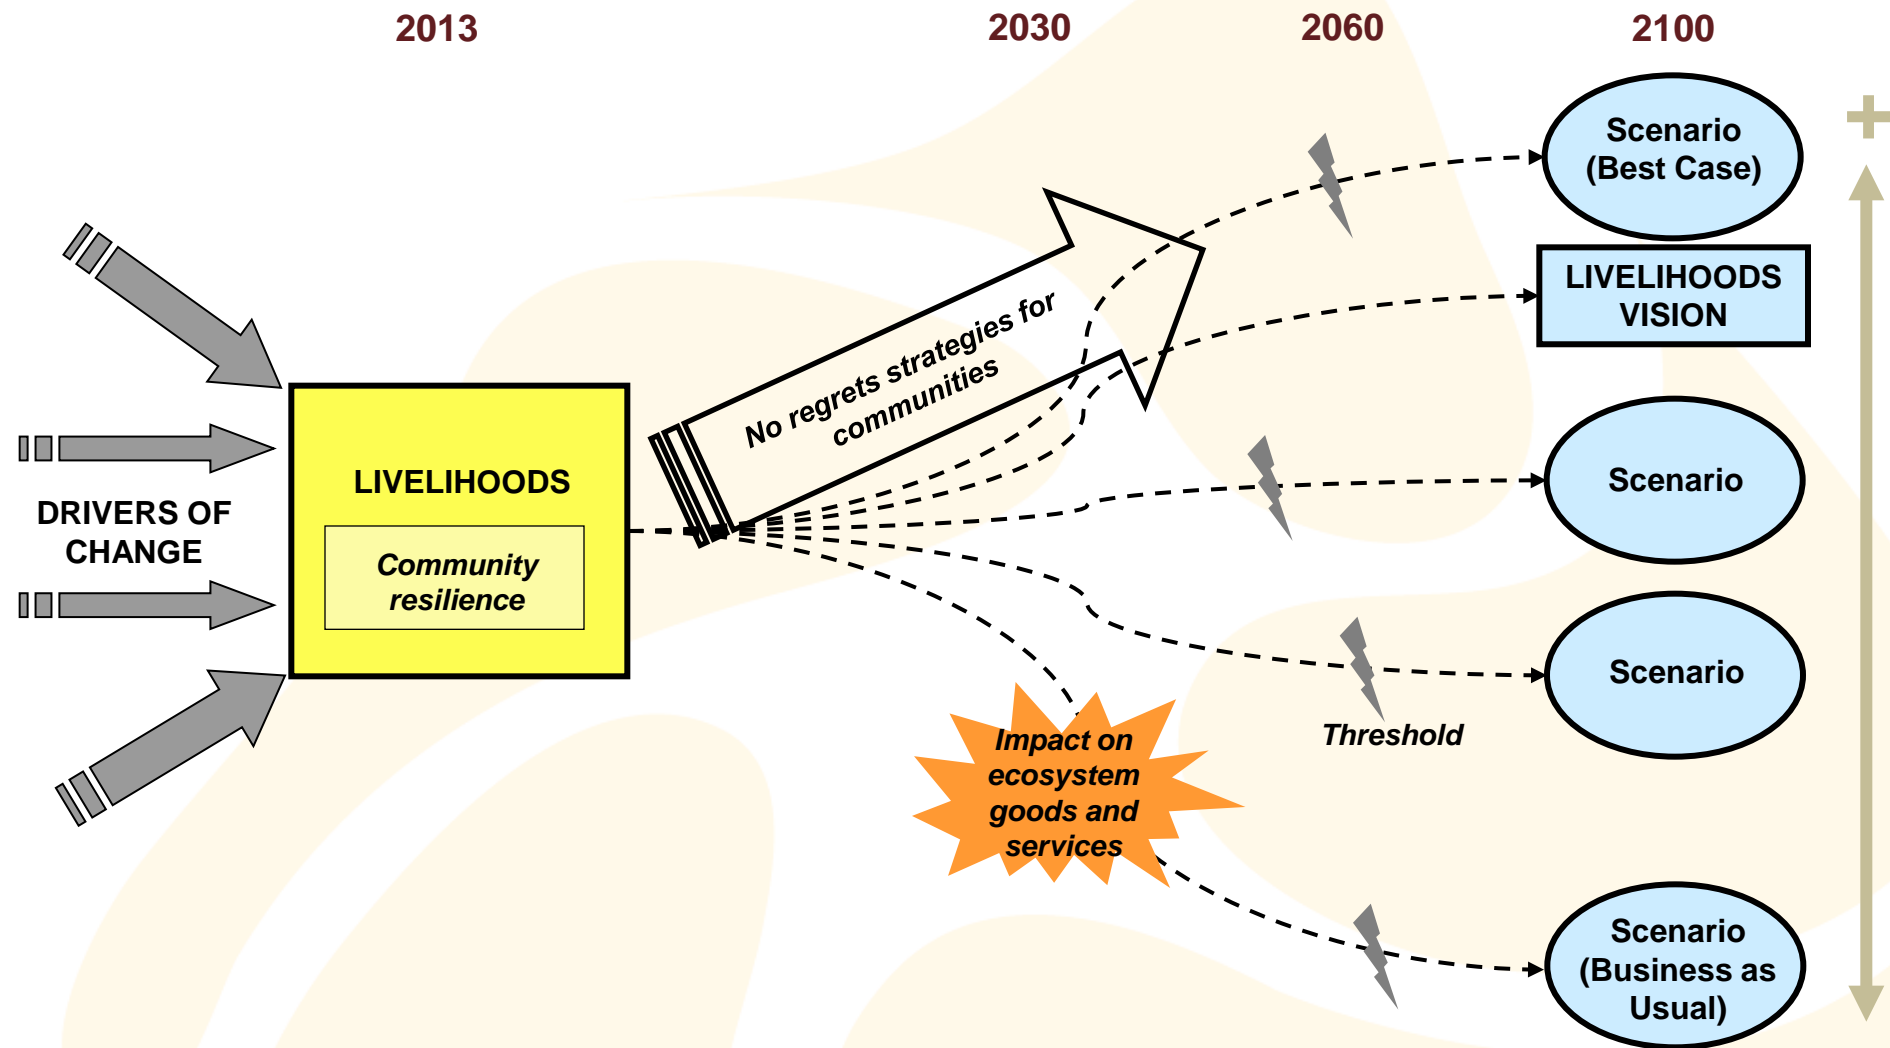 2013
2030
2060
2100
Scenario
(Best Case)
+
LIVELIHOODS
VISION
No regrets strategies for
communities
LIVELIHOODS
Community
resilience
DRIVERS OF
CHANGE
Scenario
Scenario
Threshold
Impact on
ecosystem
goods and
services
Scenario
(Business as
Usual)